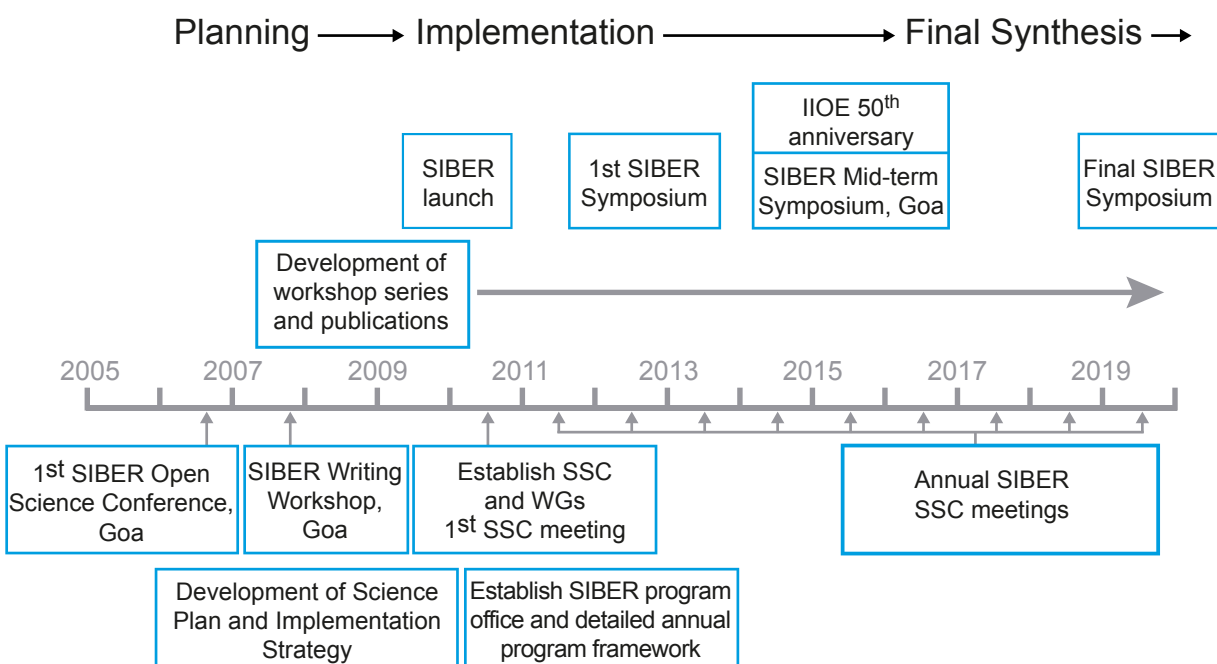 Planning Implementation Final Synthesis
IIOE 50th
anniversary
SIBER
launch
1st SIBER
Symposium
SIBER Mid-term
Symposium, Goa
Final SIBER
Symposium
Development of
workshop series
and publications
2005 2007 2009 2011 2013 2015 2017 2019
1st SIBER Open
Science Conference,
Goa
SIBER Writing
Workshop,
Goa
Establish SSC
and WGs
1st SSC meeting
Annual SIBER
SSC meetings
Development of Science
Plan and Implementation
Strategy
Establish SIBER program
office and detailed annual
program framework